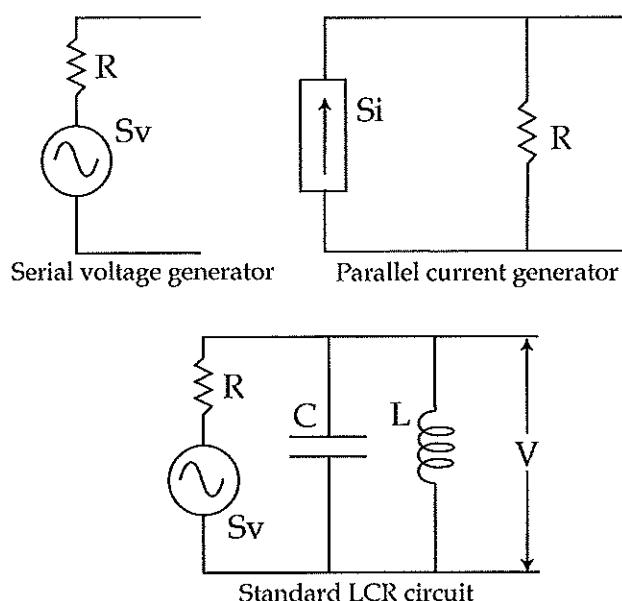 R
Sv
Serial voltage generator
Si
R
Parallel current generator
R
Sv
C
L
V
Standard LCR circuit